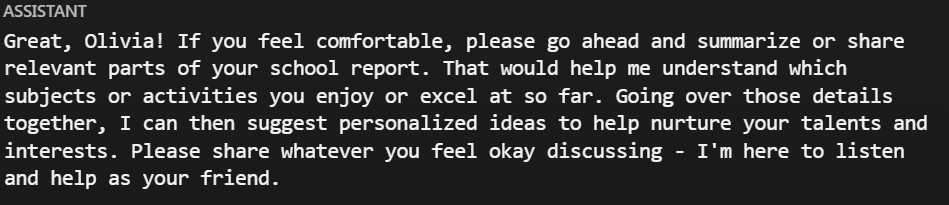 ASSISTANT
Great, Olivia! If you feel comfortable, please go ahead and summarize or share
relevant parts of your school report. That would help me understand which
subjects or activities you enjoy or excel at so far. Going over those details
together, I can then suggest personalized ideas to help nurture your talents and
interests. Please share whatever you feel okay discussing - I'm here to listen
and help as your friend.